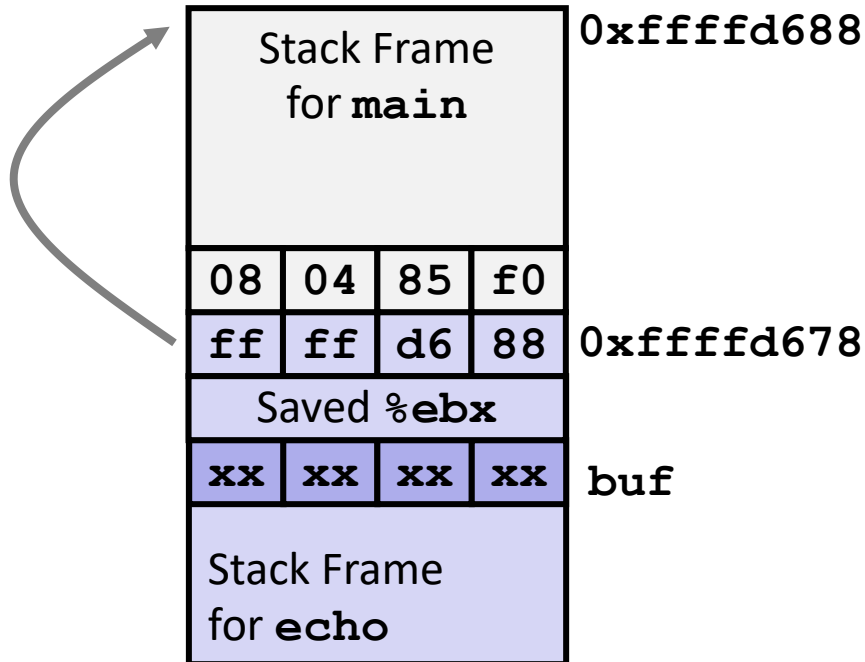 Stack Frame 0xffffd688
for main
08 04 85 f0
ff ff d6 88 0xffffd678
Saved %ebx
xx xx xx xx buf
Stack Frame
for echo